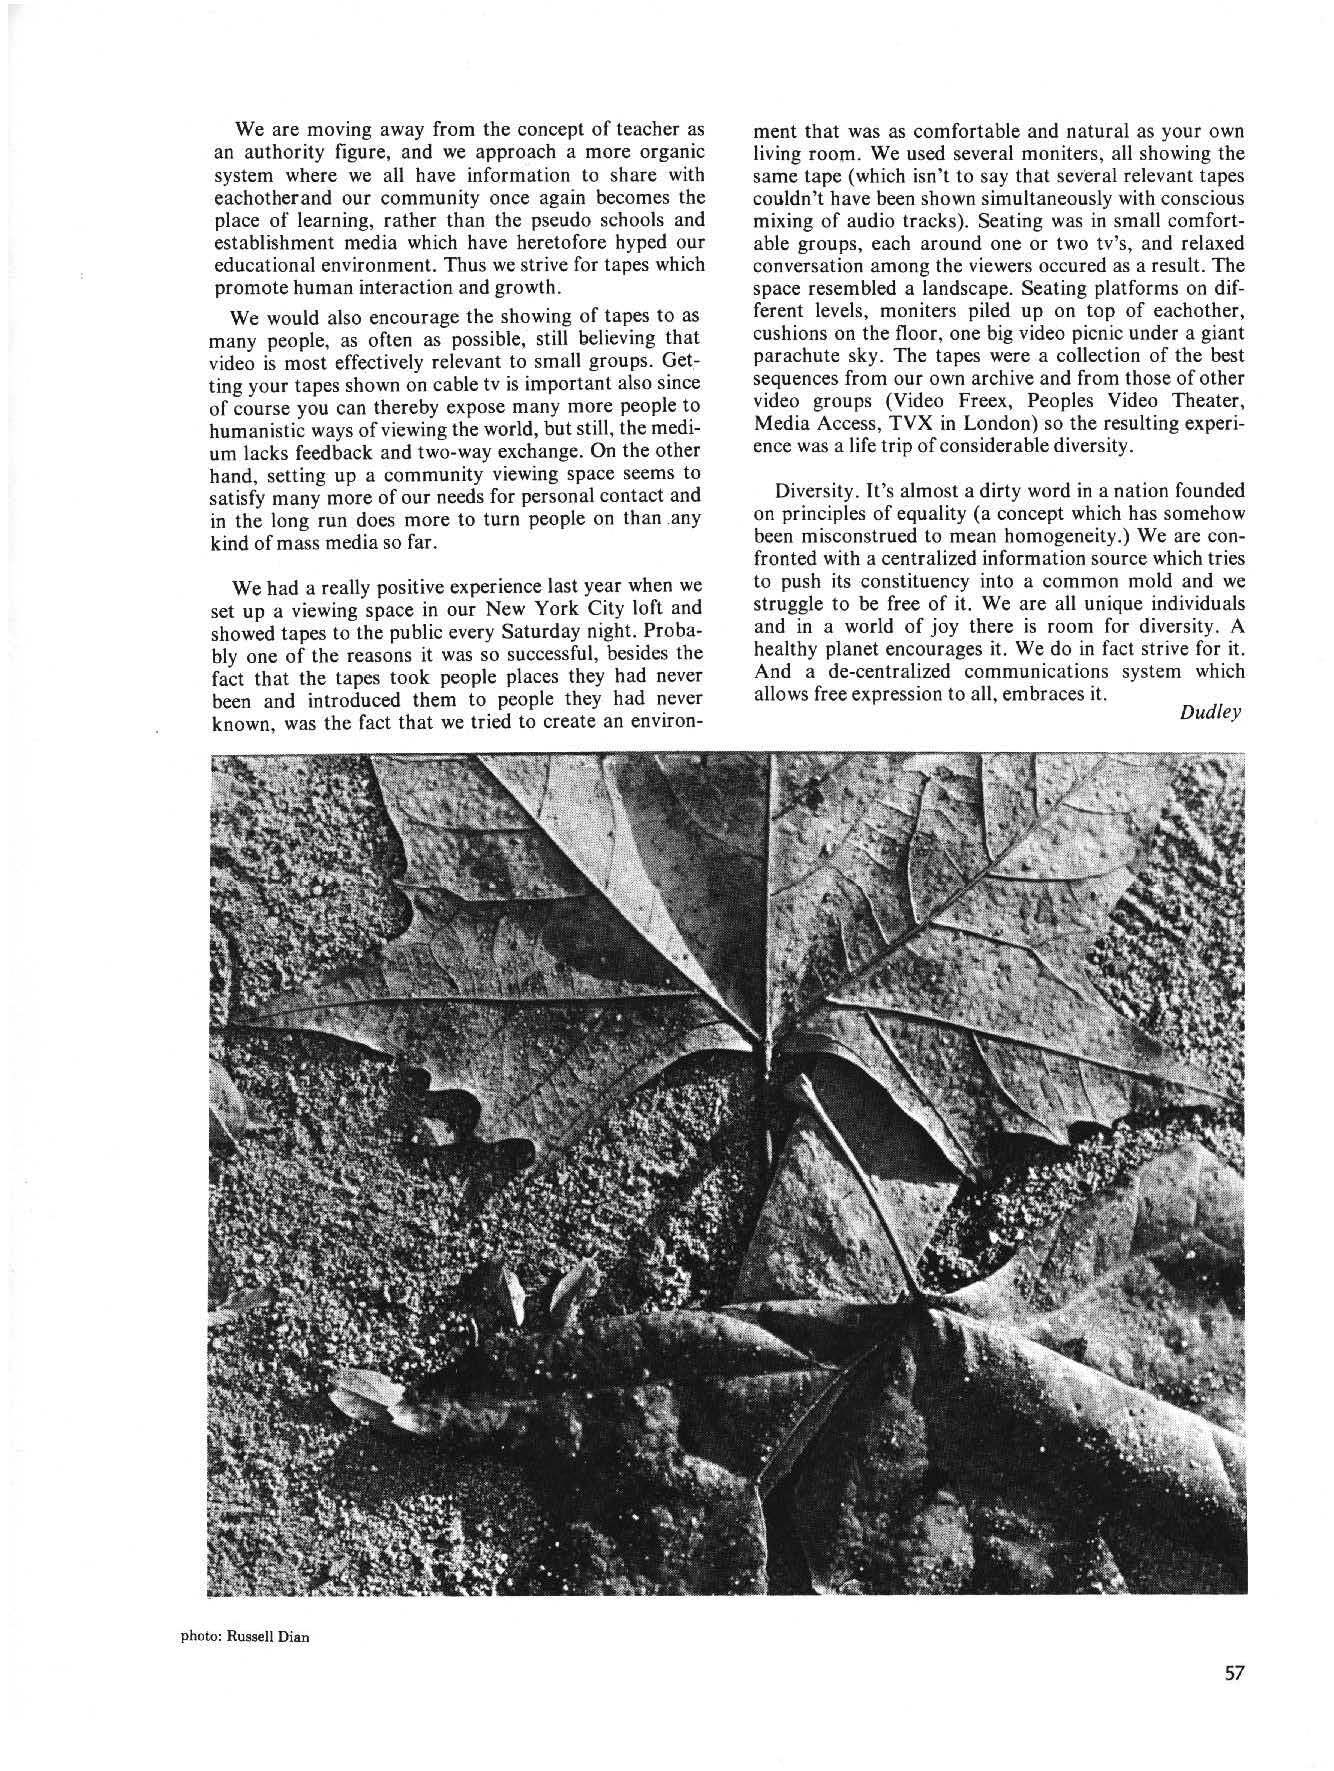 We are moving away from the concept of teacher as
an authority figure, and we approach a more organic
system where we all have information to share with
eachotherand our community once again becomes the
place of learning, rather than the pseudo schools and
establishment media which have heretofore hyped our
educational environment. Thus we strive for tapes which
promote human interaction and growth.
We would also encourage the showing of tapes to as
many people, as often as possible, still believing that
video is most effectively relevant to small groups. Get-
ting your tapes shown on cable tv is important also since
of course you can thereby expose many more people to
humanistic ways of viewing the world, but still, the medi-
um lacks feedback and two-way exchange. On the other
hand, setting up a community viewing space seems to
satisfy many more of our needs for personal contact and
in the long run does more to turn people on than any
kind of mass media so far.
We had a really positive experience last year when we
set up a viewing space in our New York City loft and
showed tapes to the public every Saturday night. Proba-
bly one of the reasons it was so successful, besides the
fact that the tapes took people places they had never
been and introduced them to people they had never
known, was the fact that we tried to create an environ-
ment that was as comfortable and natural as your own
living room. We used several moniters, all showing the
same tape (which isn't to say that several relevant tapes
couldn't have been shown simultaneously with conscious
mixing of audio tracks). Seating was in small comfort-
able groups, each around one or two tv's, and relaxed
conversation among the viewers occured as a result. The
space resembled a landscape. Seating platforms on dif-
ferent levels, moniters piled up on top of eachother,
cushions on the floor, one big video picnic under a giant
parachute sky. The tapes were a collection of the best
sequences from our own archive and from those of other
video groups (Video Freex, Peoples Video Theater,
Media Access, TVX in London) so the resulting experi-
ence was a life trip of considerable diversity.
Diversity. It's almost a dirty word in a nation founded
on principles of equality (a concept which has somehow
been misconstrued to mean homogeneity.) We are con-
fronted with a centralized information source which tries
to push its constituency into a common mold and we
struggle to be free of it. We are all unique individuals
and in a world of joy there is room for diversity. A
healthy planet encourages it. We do in fact strive for it.
And a de-centralized communications system which
allows free expression to all, embraces it.
Dudley
photo: Russell Dian
57